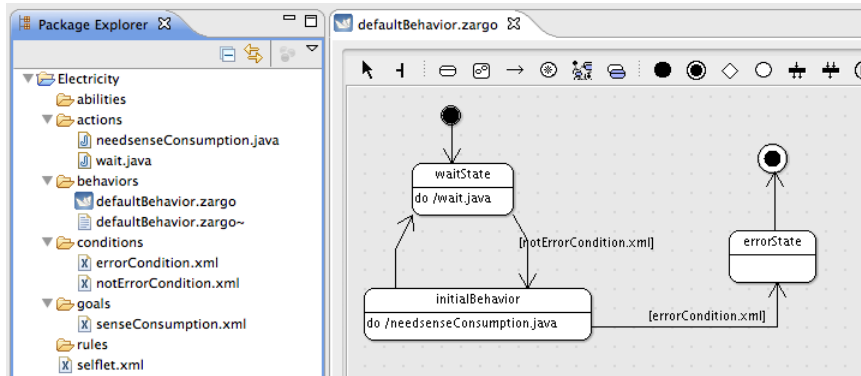 Package Explorer
defaultBehavior.zargo
Electricity
abilities
actions
needsenseConsumption.java
wait.java
behaviors
defaultBehavior.zargo
defaultBehavior.zargo~
conditions
errorCondition.xml
notErrorCondition.xml
goals
senseConsumption.xml
rules
selflet.xml
waitState
do /wait.java
[notErrorCondition.xml]
errorState
initialBehavior
do /needsenseConsumption.java
[errorCondition.xml]